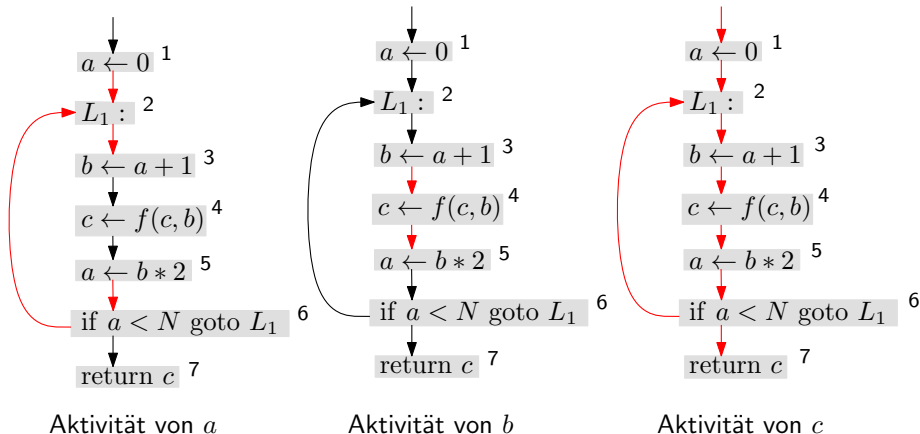 a ← 0 1
L₁ : 2
b ← a + 1 3
c ← f(c, b) 4
a ← b ∗ 2 5
if a < N goto L₁ 6
return c 7
Aktivität von a
a ← 0 1
L₁ : 2
b ← a + 1 3
c ← f(c, b) 4
a ← b ∗ 2 5
if a < N goto L₁ 6
return c 7
Aktivität von b
a ← 0 1
L₁ : 2
b ← a + 1 3
c ← f(c, b) 4
a ← b ∗ 2 5
if a < N goto L₁ 6
return c 7
Aktivität von c